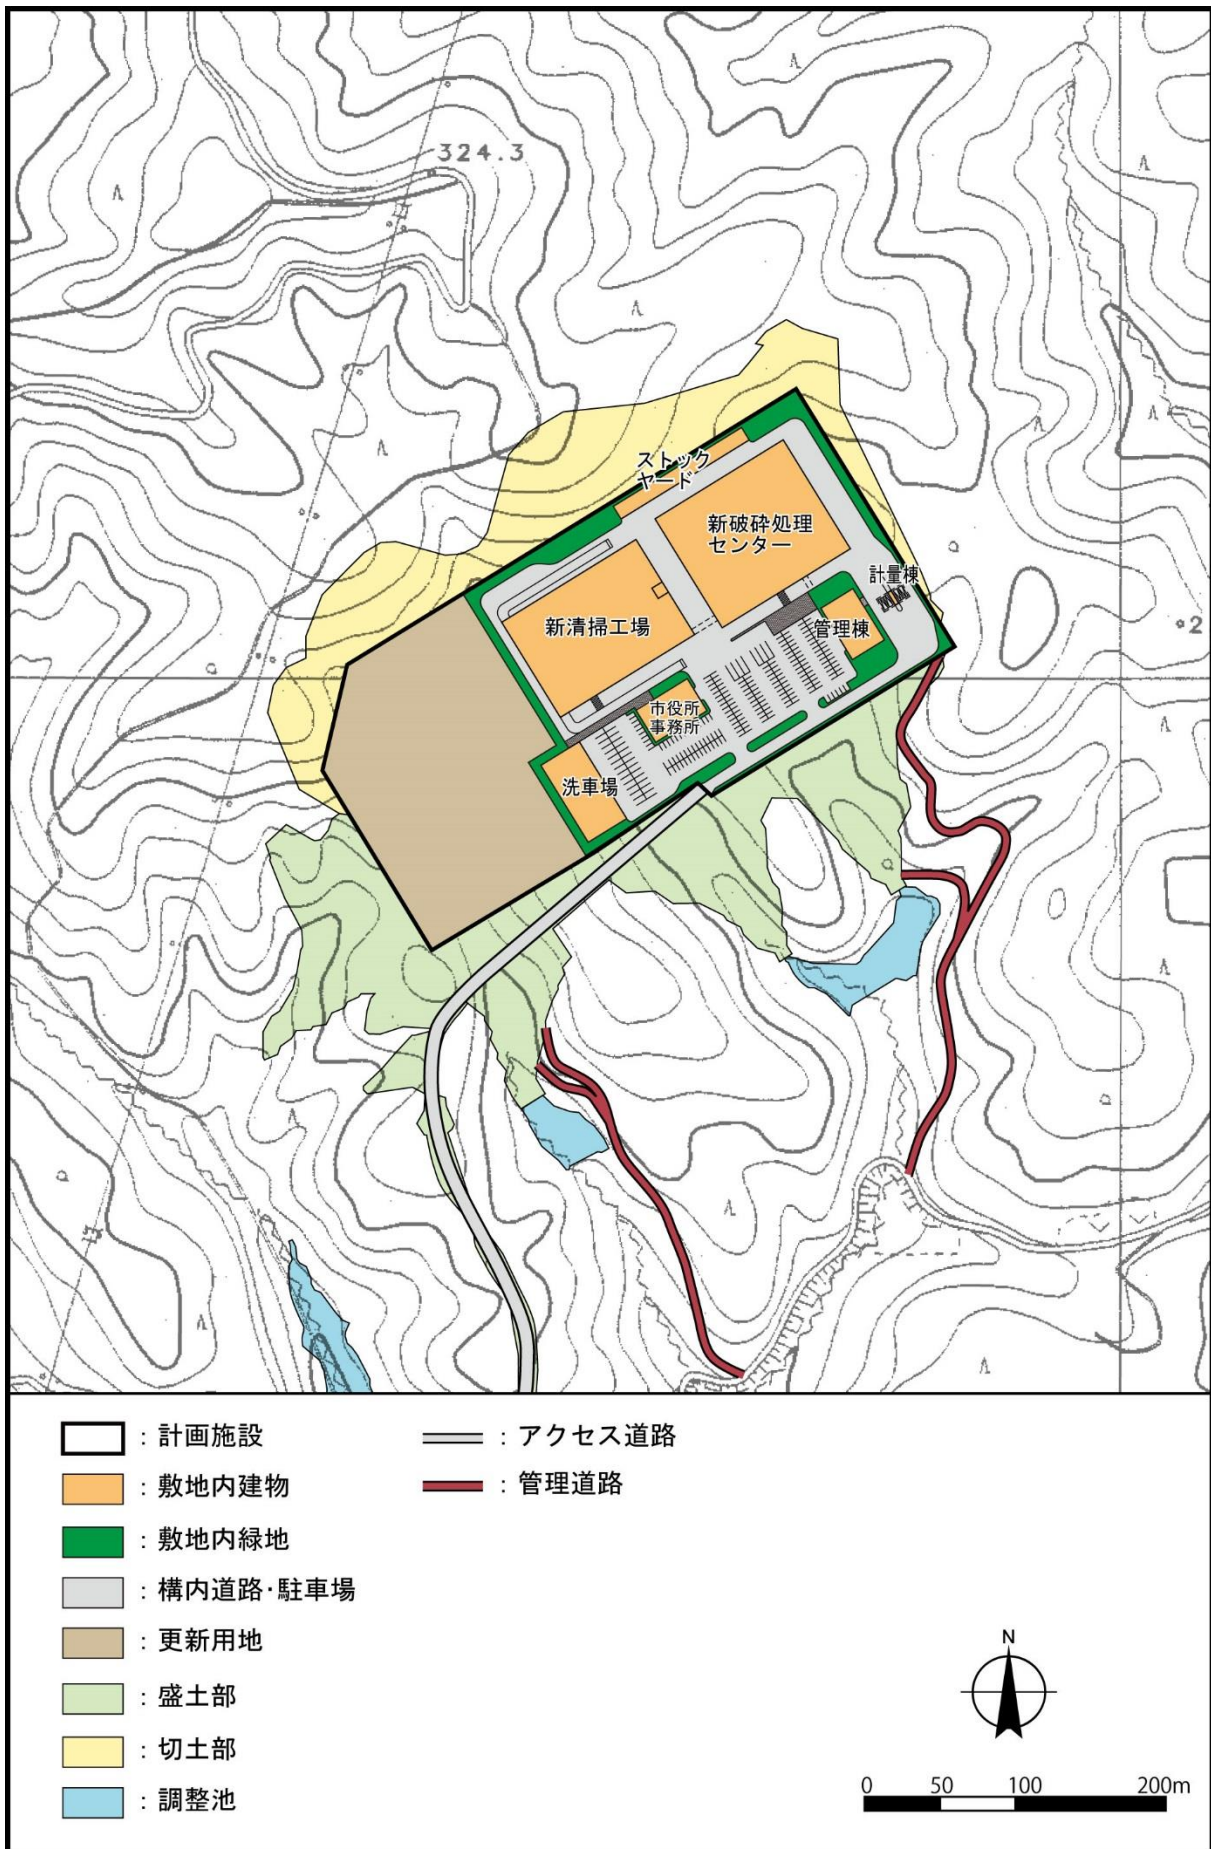 324.3
ストック
ヤード
新破砕処理
センター
計量棟
新清掃工場
管理棟
2
市役所
事務所
洗車場
：計画施設
：アクセス道路
：敷地内建物
：管理道路
：敷地内緑地
：構内道路・駐車場
：更新用地
：盛土部
：切土部
：調整池
N
0 50 100 200m